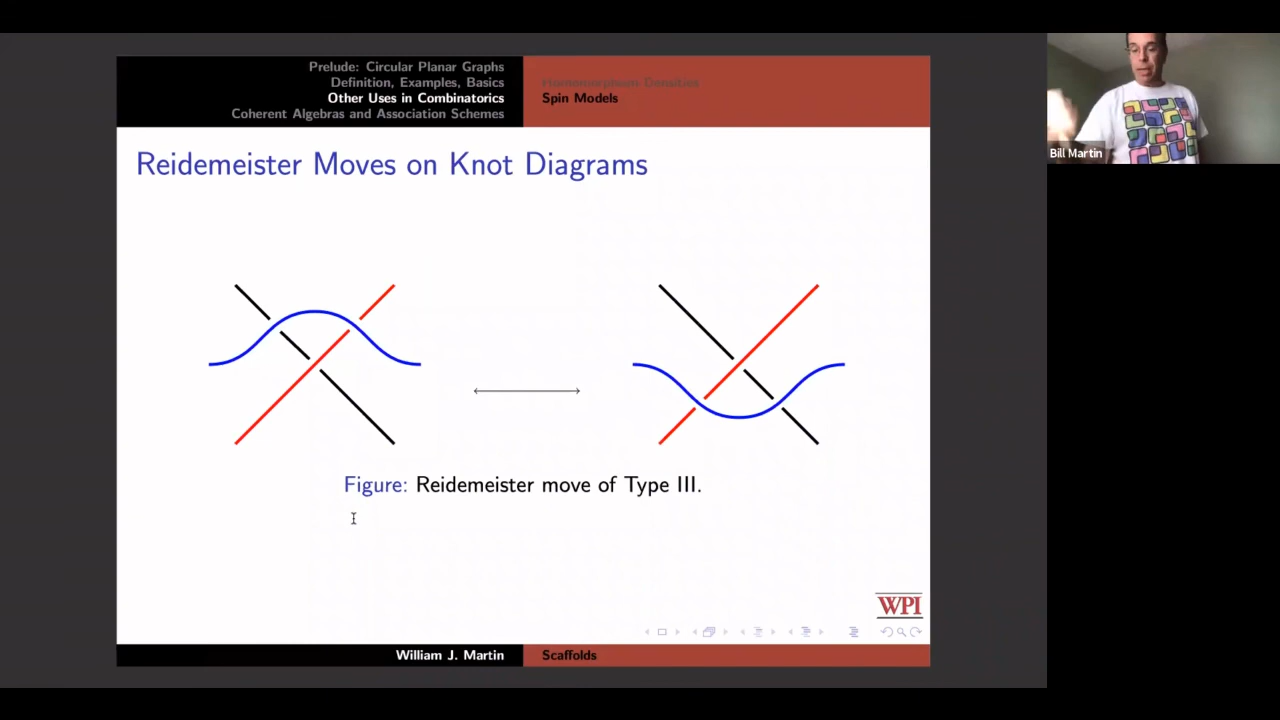 Prelude: Circular Planar Graphs
Definition, Examples, Basics
Other Uses in Combinatorics
Coherent Algebras and Association Schemes
Homomorphism Densities
Spin Models
Reidemeister Moves on Knot Diagrams
Figure: Reidemeister move of Type III.
WPI
William J. Martin
Scaffolds
Bill Martin